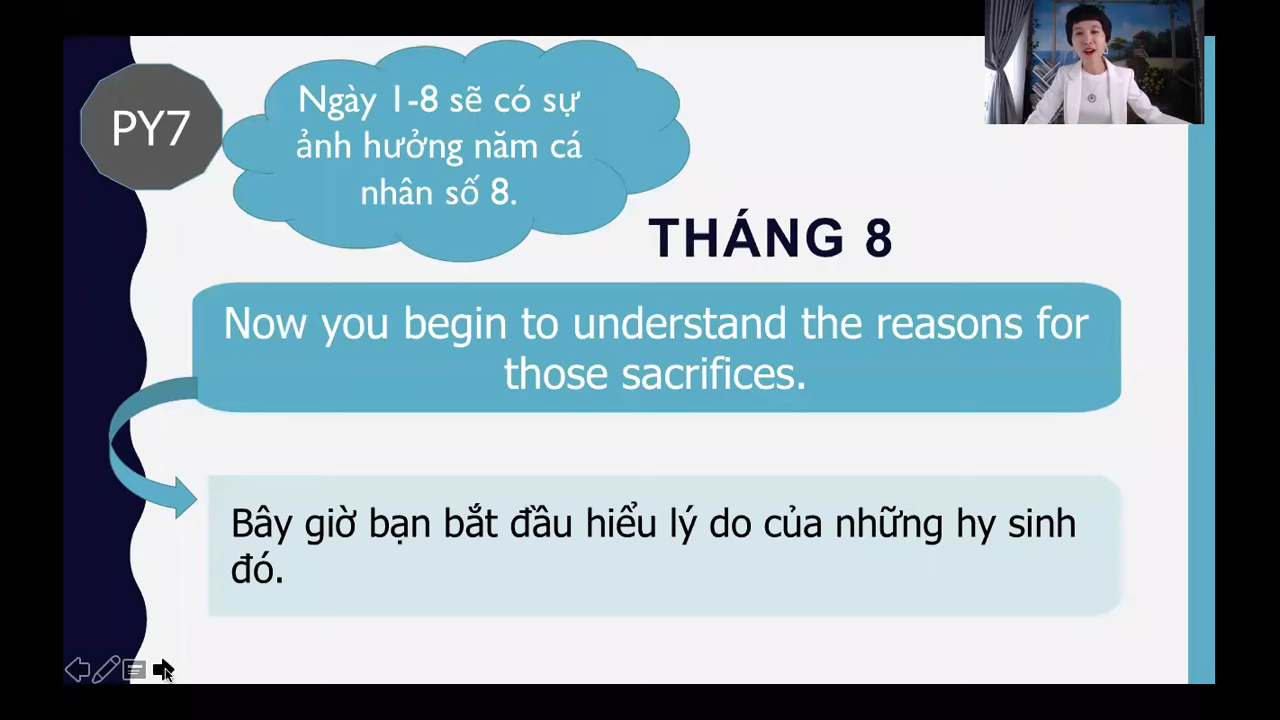 PY7
Ngày 1-8 sẽ có sự
ảnh hưởng năm cá
nhân số 8.
THÁNG 8
Now you begin to understand the reasons for
those sacrifices.
Bây giờ bạn bắt đầu hiểu lý do của những hy sinh
đó.